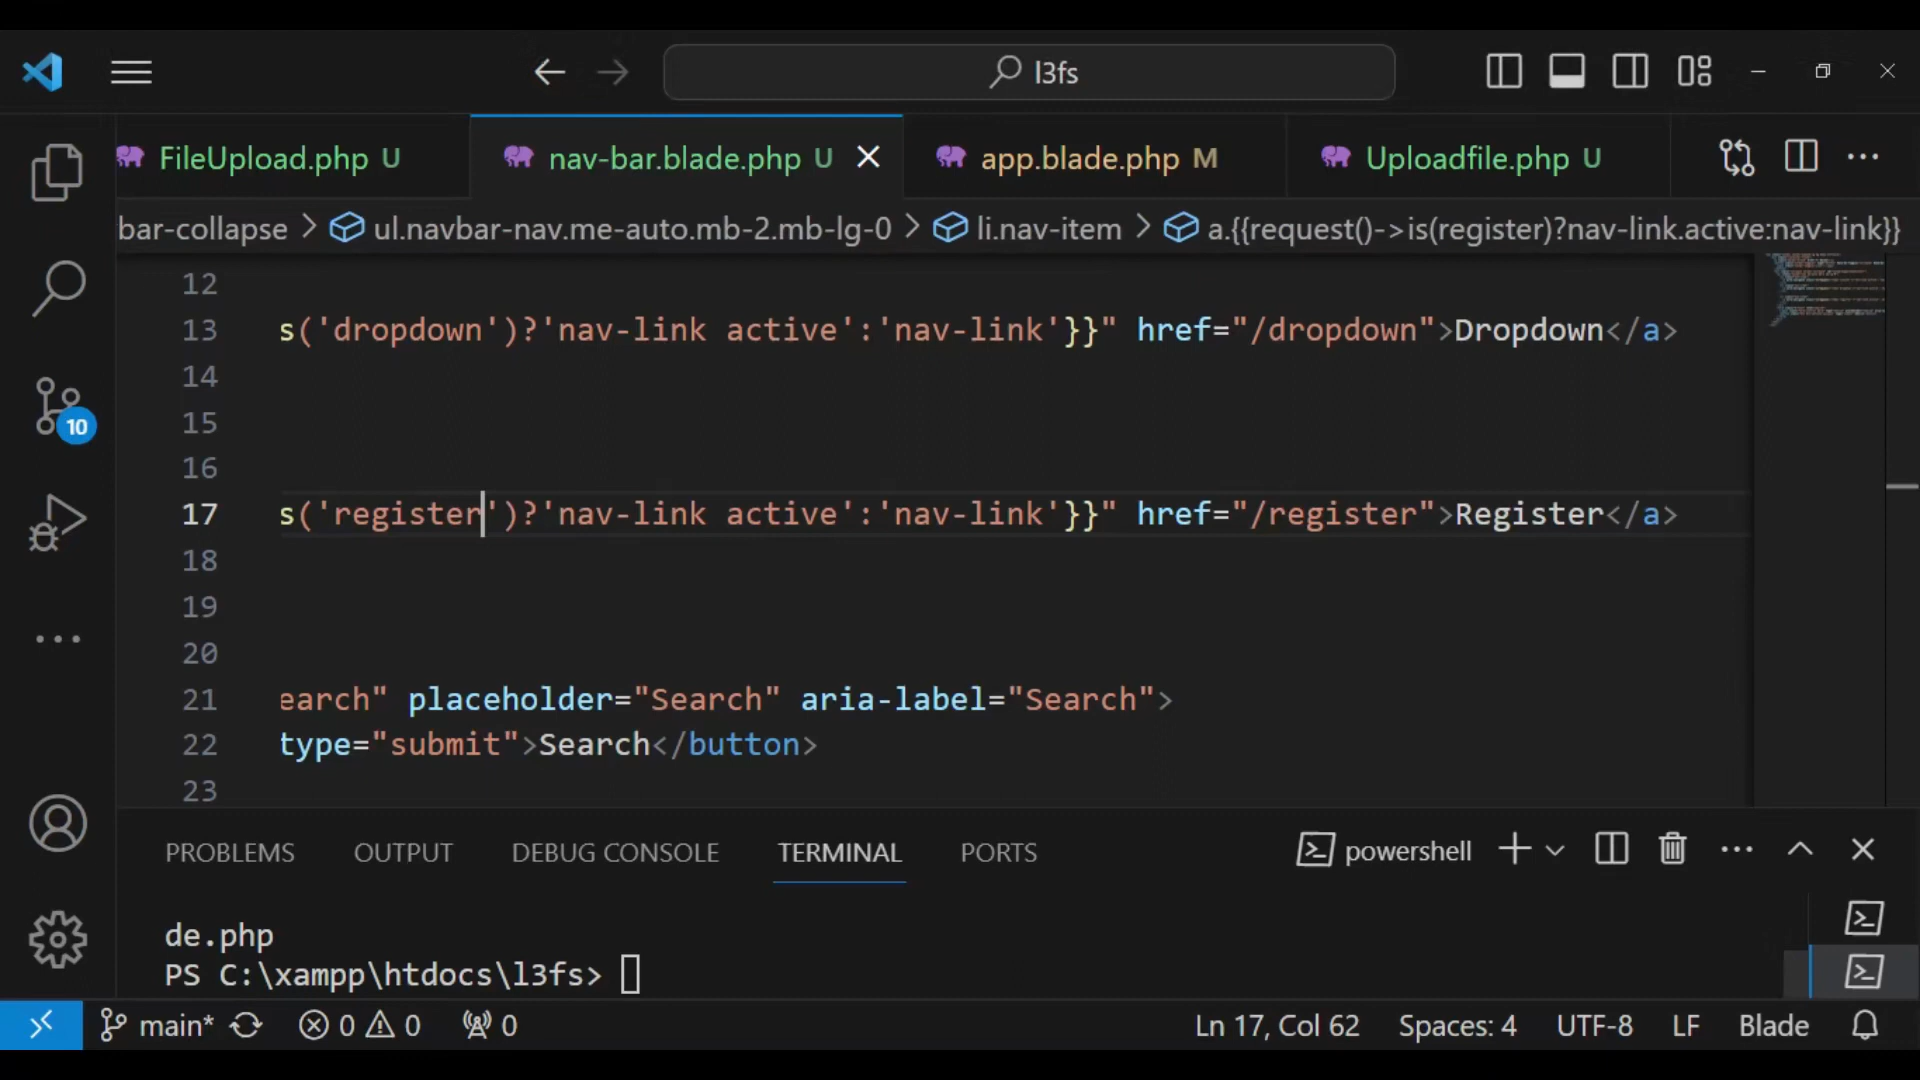 l3fs
FileUpload.php U
nav-bar.blade.php U
app.blade.php M
Uploadfile.php U
bar-collapse > ul.navbar-nav.me-auto.mb-2.mb-lg-0 > li.nav-item > a.{{request()->is(register)?nav-link.active:nav-link}}
12
13 s('dropdown')?'nav-link active':'nav-link'}}" href="/dropdown">Dropdown</a>
14
15
16
17 s('register')?'nav-link active':'nav-link'}}" href="/register">Register</a>
18
19
20
21 earch" placeholder="Search" aria-label="Search">
22 type="submit">Search</button>
23
10
PROBLEMS OUTPUT DEBUG CONSOLE TERMINAL PORTS powershell
de.php
PS C:\xampp\htdocs\l3fs>
main* 0 0 0 Ln 17, Col 62 Spaces: 4 UTF-8 LF Blade